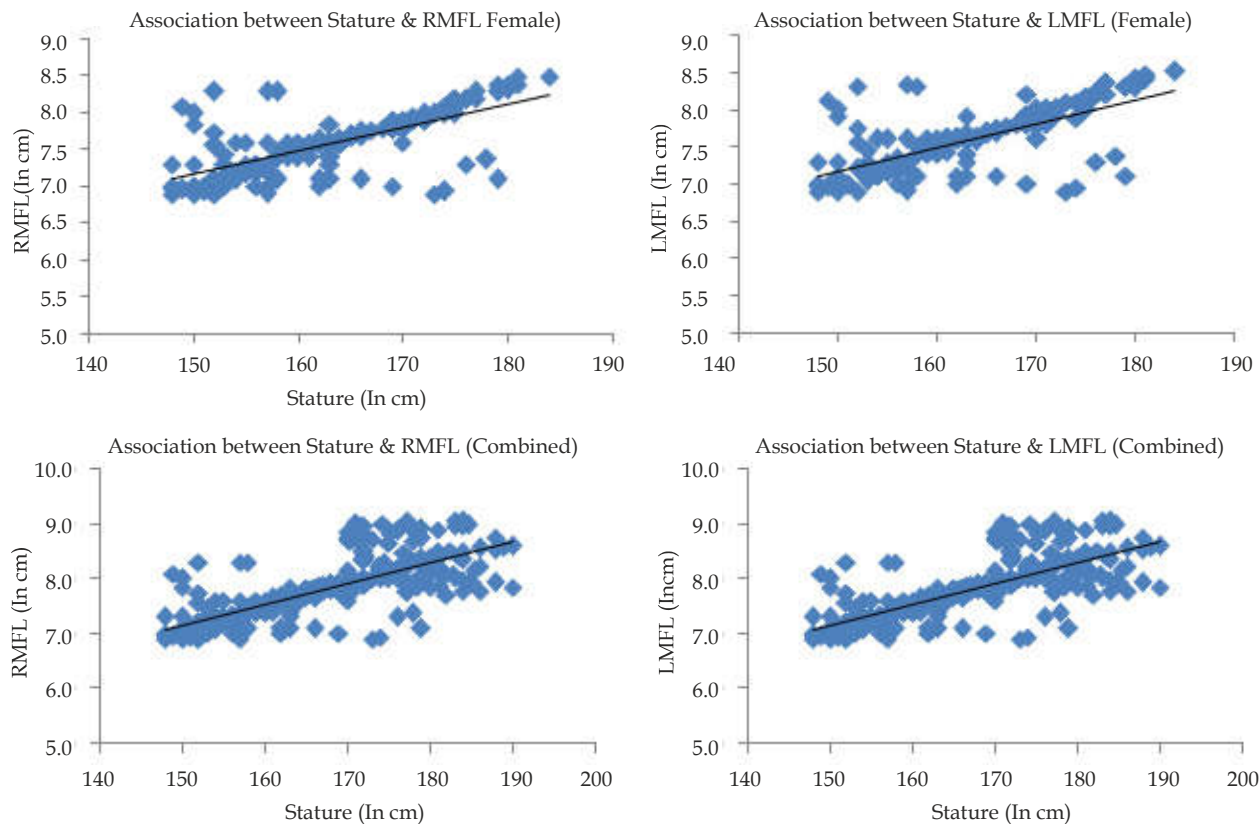 Association between Stature & RMFL Female)
9.0
8.5
8.0
7.5
7.0
6.5
6.0
5.5
5.0
RMFL(In cm)
140 150 160 170 180 190
Stature (In cm)
Association between Stature & LMFL (Female)
9.0
8.5
8.0
7.5
7.0
6.5
6.0
5.5
5.0
LMFL (In cm)
140 150 160 170 180 190
Association between Stature & RMFL (Combined)
10.0
9.0
8.0
7.0
6.0
5.0
RMFL (In cm)
140 150 160 170 180 190 200
Stature (In cm)
Association between Stature & LMFL (Combined)
10.0
9.0
8.0
7.0
6.0
5.0
LMFL (Incm)
140 150 160 170 180 190 200
Stature (In cm)